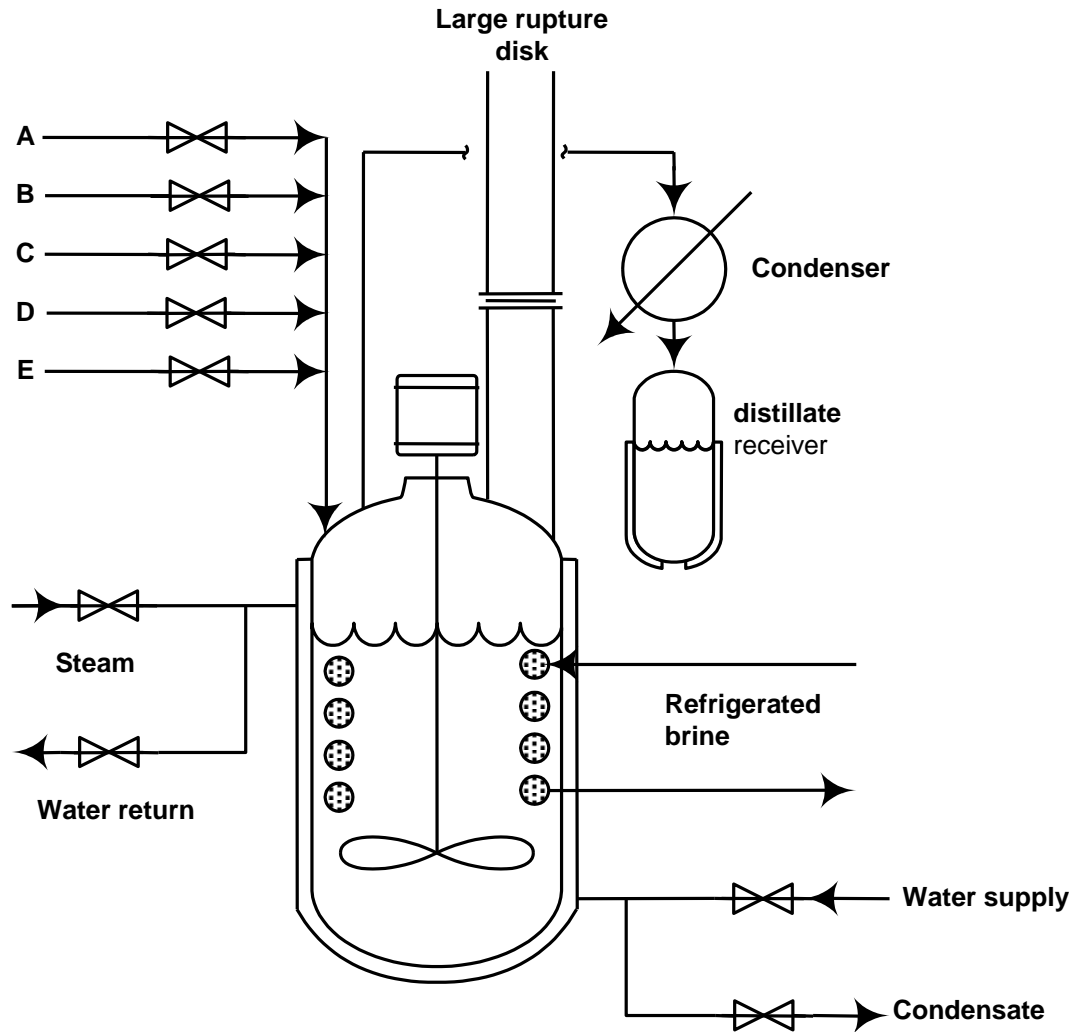 Large rupture
disk
A
B
C
D
E
Condenser
distillate
receiver
Steam
Refrigerated
brine
Water return
Water supply
Condensate